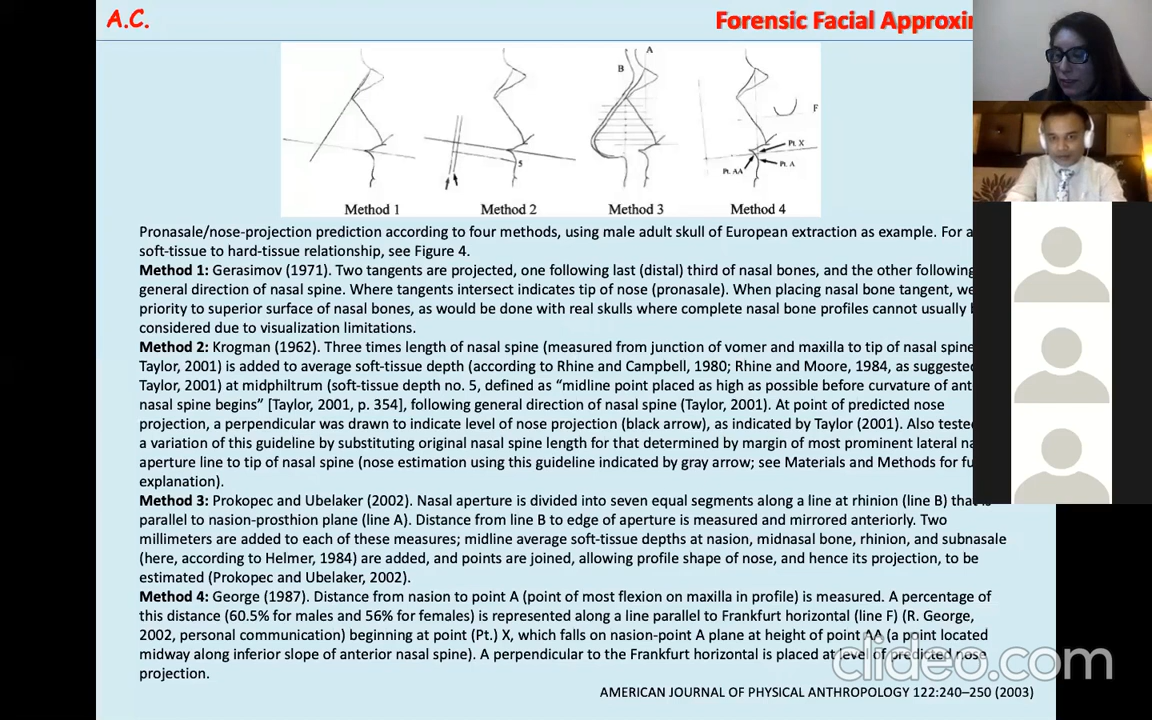 A.C.
Forensic Facial Approxin
A
B
F
Pt. X
5
Pt. A
Pt. AA
Method 1 Method 2 Method 3 Method 4
Pronasale/nose-projection prediction according to four methods, using male adult skull of European extraction as example. For a
soft-tissue to hard-tissue relationship, see Figure 4.
Method 1: Gerasimov (1971). Two tangents are projected, one following last (distal) third of nasal bones, and the other following
general direction of nasal spine. Where tangents intersect indicates tip of nose (pronasale). When placing nasal bone tangent, we
priority to superior surface of nasal bones, as would be done with real skulls where complete nasal bone profiles cannot usually
considered due to visualization limitations.
Method 2: Krogman (1962). Three times length of nasal spine (measured from junction of vomer and maxilla to tip of nasal spine
Taylor, 2001) is added to average soft-tissue depth (according to Rhine and Campbell, 1980; Rhine and Moore, 1984, as suggested
Taylor, 2001) at midphiltrum (soft-tissue depth no. 5, defined as “midline point placed as high as possible before curvature of ant
nasal spine begins” [Taylor, 2001, p. 354], following general direction of nasal spine (Taylor, 2001). At point of predicted nose
projection, a perpendicular was drawn to indicate level of nose projection (black arrow), as indicated by Taylor (2001). Also teste
a variation of this guideline by substituting original nasal spine length for that determined by margin of most prominent lateral na
aperture line to tip of nasal spine (nose estimation using this guideline indicated by gray arrow; see Materials and Methods for fu
explanation).
Method 3: Prokopec and Ubelaker (2002). Nasal aperture is divided into seven equal segments along a line at rhinion (line B) that is
parallel to nasion-prosthion plane (line A). Distance from line B to edge of aperture is measured and mirrored anteriorly. Two
millimeters are added to each of these measures; midline average soft-tissue depths at nasion, midnasal bone, rhinion, and subnasale
(here, according to Helmer, 1984) are added, and points are joined, allowing profile shape of nose, and hence its projection, to be
estimated (Prokopec and Ubelaker, 2002).
Method 4: George (1987). Distance from nasion to point A (point of most flexion on maxilla in profile) is measured. A percentage of
this distance (60.5% for males and 56% for females) is represented along a line parallel to Frankfurt horizontal (line F) (R. George,
2002, personal communication) beginning at point (Pt.) X, which falls on nasion-point A plane at height of point AA (a point located
midway along inferior slope of anterior nasal spine). A perpendicular to the Frankfurt horizontal is placed at level of predicted nose
projection.
clideo.com
AMERICAN JOURNAL OF PHYSICAL ANTHROPOLOGY 122:240–250 (2003)